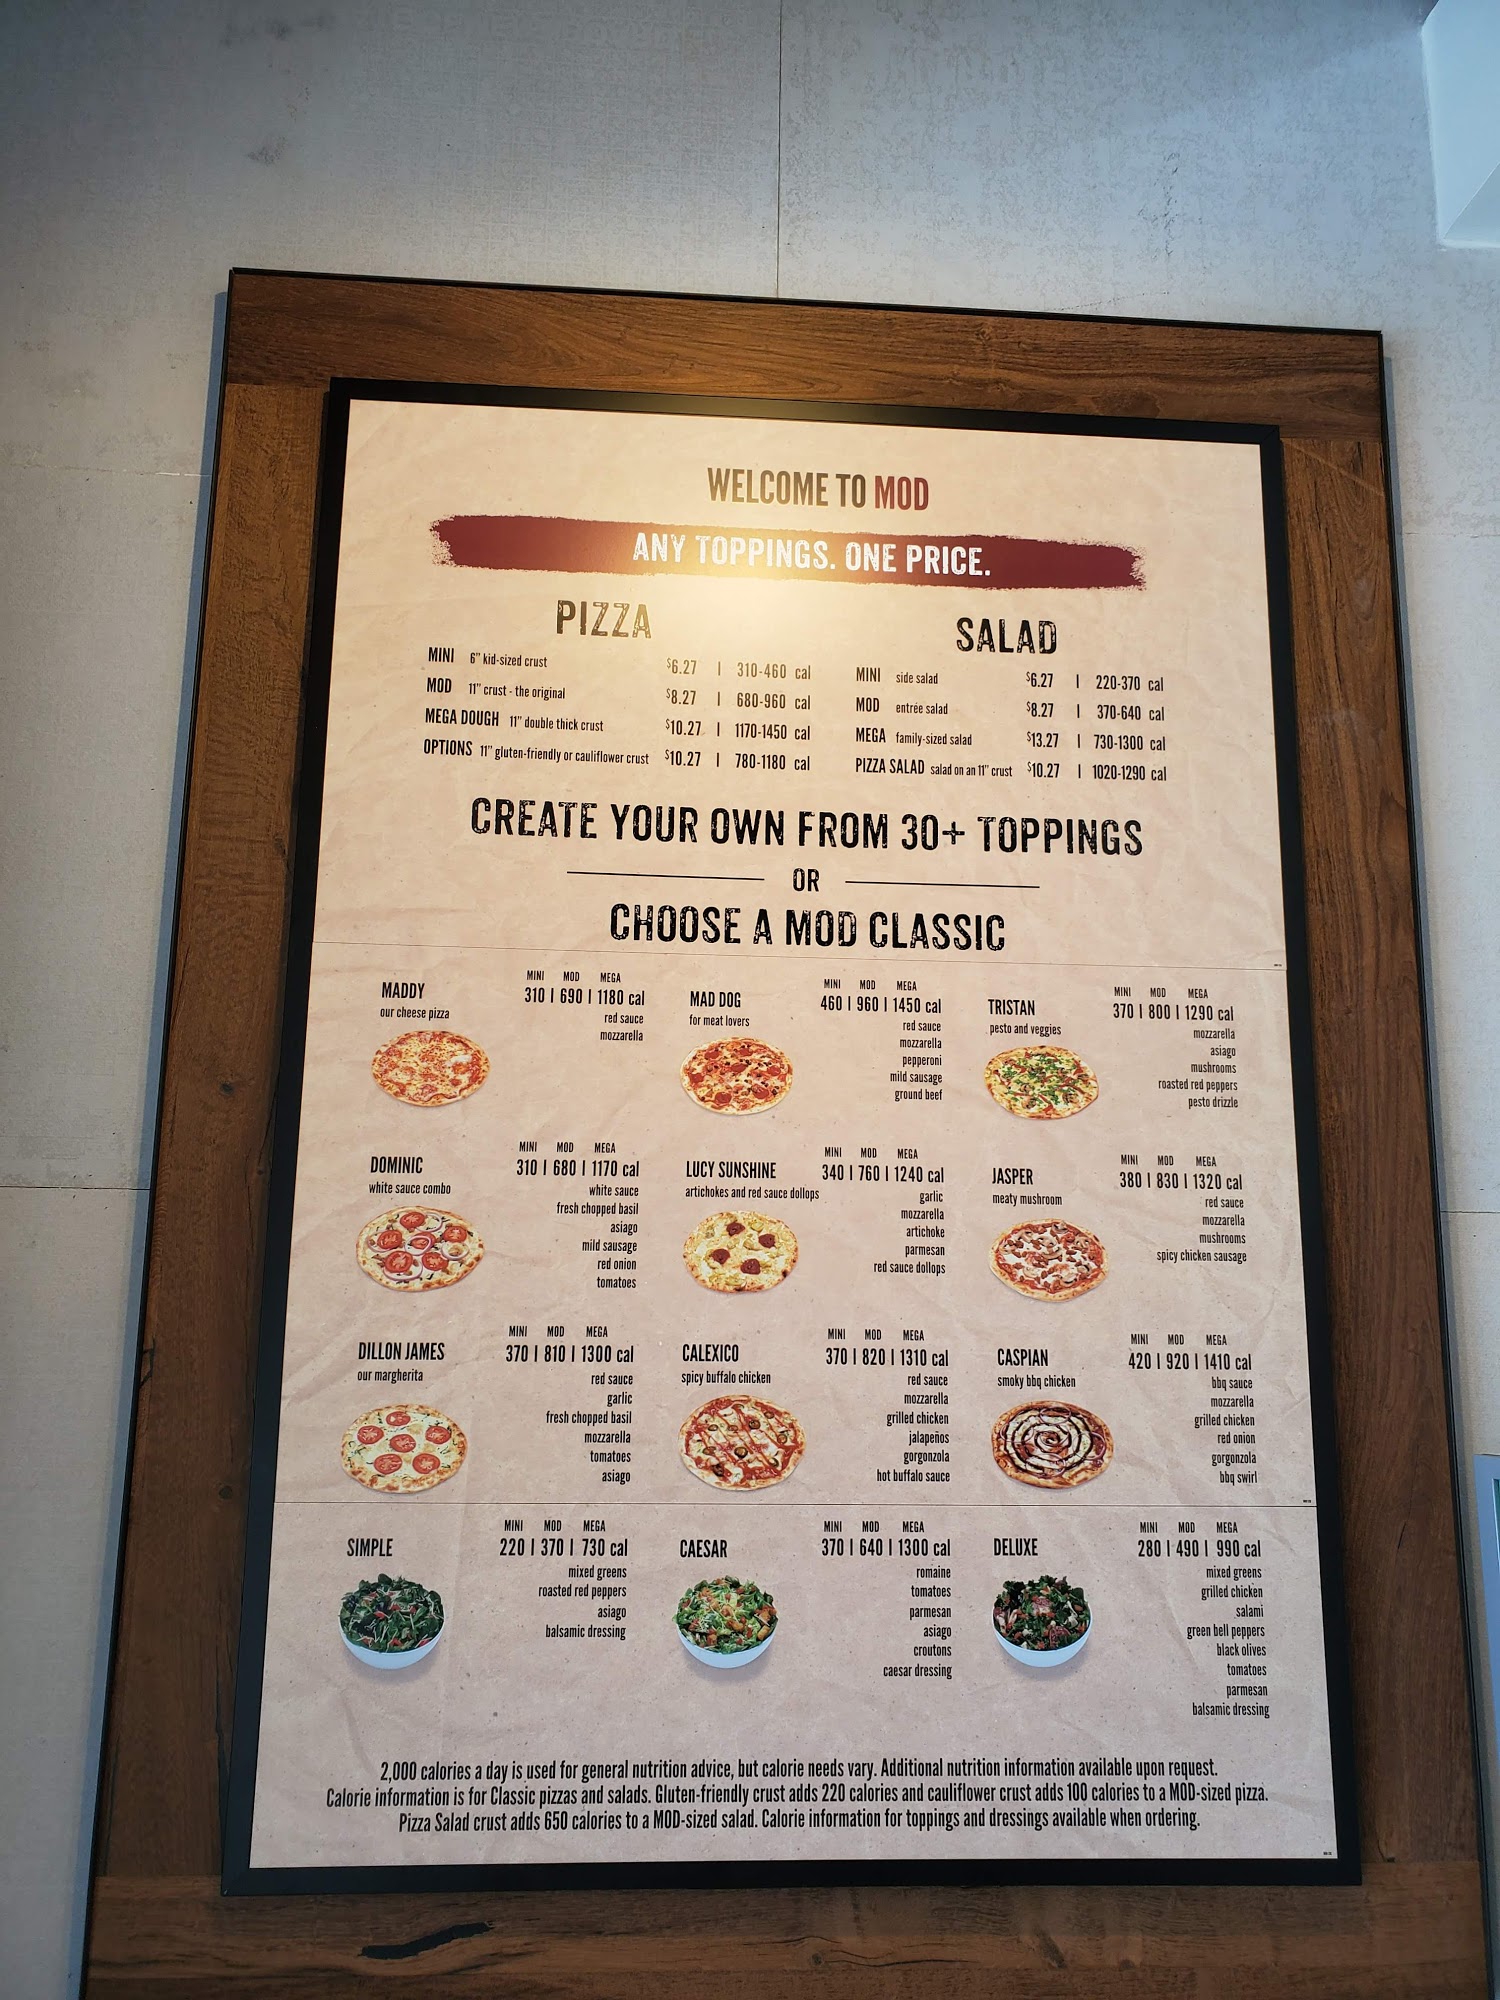 WELCOME TO MOD
ANY TOPPINGS. ONE PRICE.
PIZZA
MINI 6" kid-sized crust $6.27 | 310-460 cal
MOD 11" crust - the original $8.27 | 680-960 cal
MEGA DOUGH 11" double thick crust $10.27 | 1170-1450 cal
OPTIONS 11" gluten-friendly or cauliflower crust $10.27 | 780-1180 cal
SALAD
MINI side salad $6.27 | 220-370 cal
MOD entrée salad $8.27 | 370-640 cal
MEGA family-sized salad $13.27 | 730-1300 cal
PIZZA SALAD salad on an 11" crust $10.27 | 1020-1290 cal
CREATE YOUR OWN FROM 30+ TOPPINGS
OR
CHOOSE A MOD CLASSIC
MADDY
our cheese pizza
MINI MOD MEGA
310 | 690 | 1180 cal
red sauce
mozzarella
MAD DOG
for meat lovers
MINI MOD MEGA
460 | 960 | 1450 cal
red sauce
mozzarella
pepperoni
mild sausage
ground beef
TRISTAN
pesto and veggies
MINI MOD MEGA
370 | 800 | 1290 cal
mozzarella
asiago
mushrooms
roasted red peppers
pesto drizzle
DOMINIC
white sauce combo
MINI MOD MEGA
310 | 680 | 1170 cal
white sauce
fresh chopped basil
asiago
mild sausage
red onion
tomatoes
LUCY SUNSHINE
artichokes and red sauce dollops
MINI MOD MEGA
340 | 760 | 1240 cal
garlic
mozzarella
artichoke
parmesan
red sauce dollops
JASPER
meaty mushroom
MINI MOD MEGA
380 | 830 | 1320 cal
red sauce
mozzarella
mushrooms
spicy chicken sausage
DILLON JAMES
our margherita
MINI MOD MEGA
370 | 810 | 1300 cal
red sauce
garlic
fresh chopped basil
mozzarella
tomatoes
asiago
CALEXICO
spicy buffalo chicken
MINI MOD MEGA
370 | 820 | 1310 cal
red sauce
mozzarella
grilled chicken
jalapeños
gorgonzola
hot buffalo sauce
CASPIAN
smoky bbq chicken
MINI MOD MEGA
420 | 920 | 1410 cal
bbq sauce
mozzarella
grilled chicken
red onion
gorgonzola
bbq swirl
SIMPLE
MINI MOD MEGA
220 | 370 | 730 cal
mixed greens
roasted red peppers
asiago
balsamic dressing
CAESAR
MINI MOD MEGA
370 | 640 | 1300 cal
romaine
tomatoes
parmesan
asiago
croutons
caesar dressing
DELUXE
MINI MOD MEGA
280 | 490 | 990 cal
mixed greens
grilled chicken
salami
green bell peppers
black olives
tomatoes
parmesan
balsamic dressing
2,000 calories a day is used for general nutrition advice, but calorie needs vary. Additional nutrition information available upon request.
Calorie information is for Classic pizzas and salads. Gluten-friendly crust adds 220 calories and cauliflower crust adds 100 calories to a MOD-sized pizza.
Pizza Salad crust adds 650 calories to a MOD-sized salad. Calorie information for toppings and dressings available when ordering.